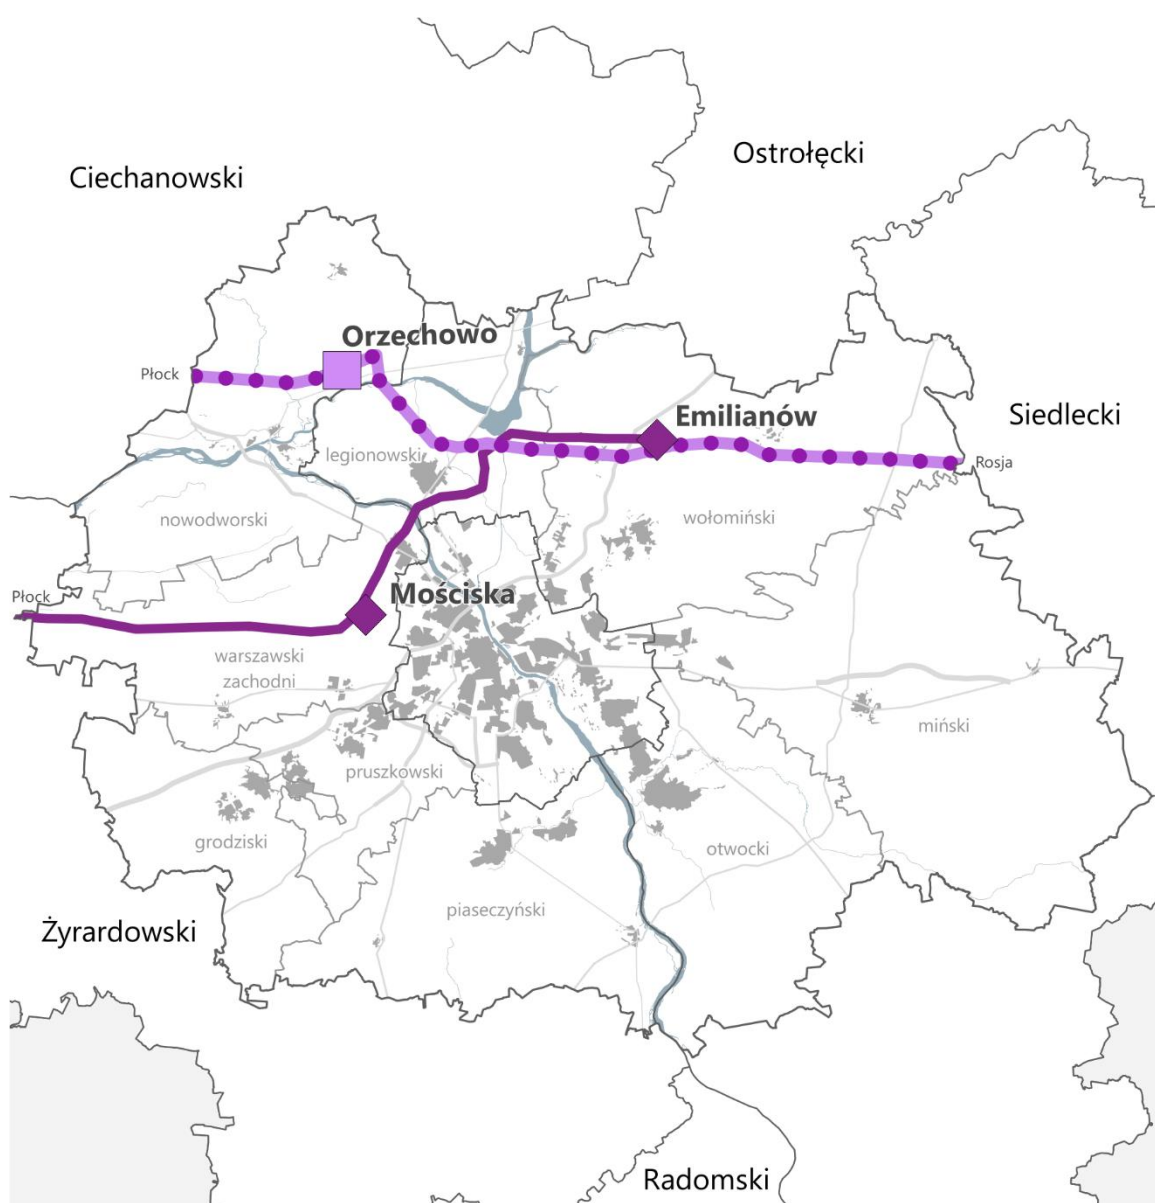 Ostrołęcki
Ciechanowski
Orzechowo
Płock
Emilianów
Siedlecki
legionowski
Rosja
nowodworski
wołomiński
Mościska
Płock
warszawski
zachodni
miński
pruszkowski
grodziski
otwocki
piaseczyński
Żyrardowski
Radomski